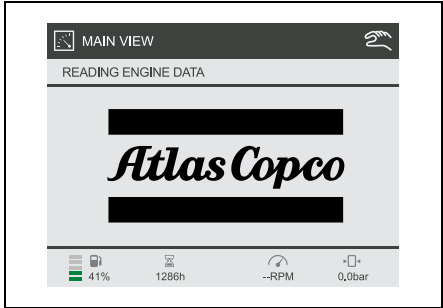 MAIN VIEW
READING ENGINE DATA
Atlas Copco
41% 1286h --RPM 0.0bar